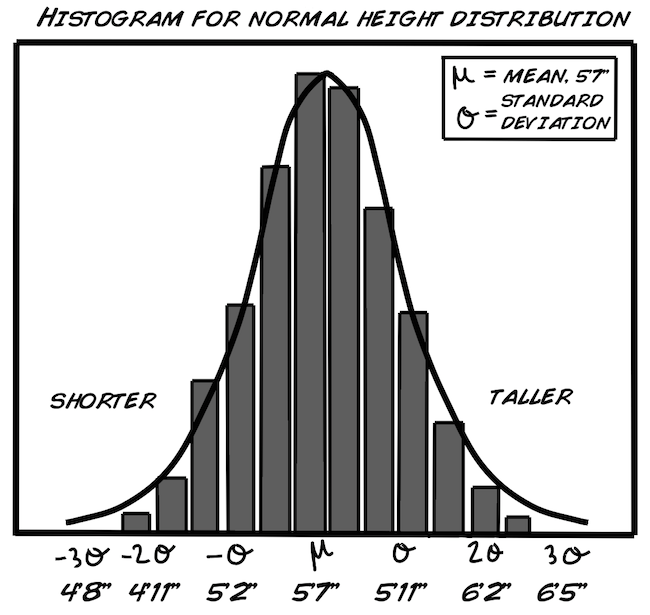 HISTOGRAM FOR NORMAL HEIGHT DISTRIBUTION
μ = MEAN, 5'7"
σ = STANDARD
DEVIATION
SHORTER
TALLER
-3σ -2σ -σ μ σ 2σ 3σ
4'8" 4'11" 5'2" 5'7" 5'11" 6'2" 6'5"